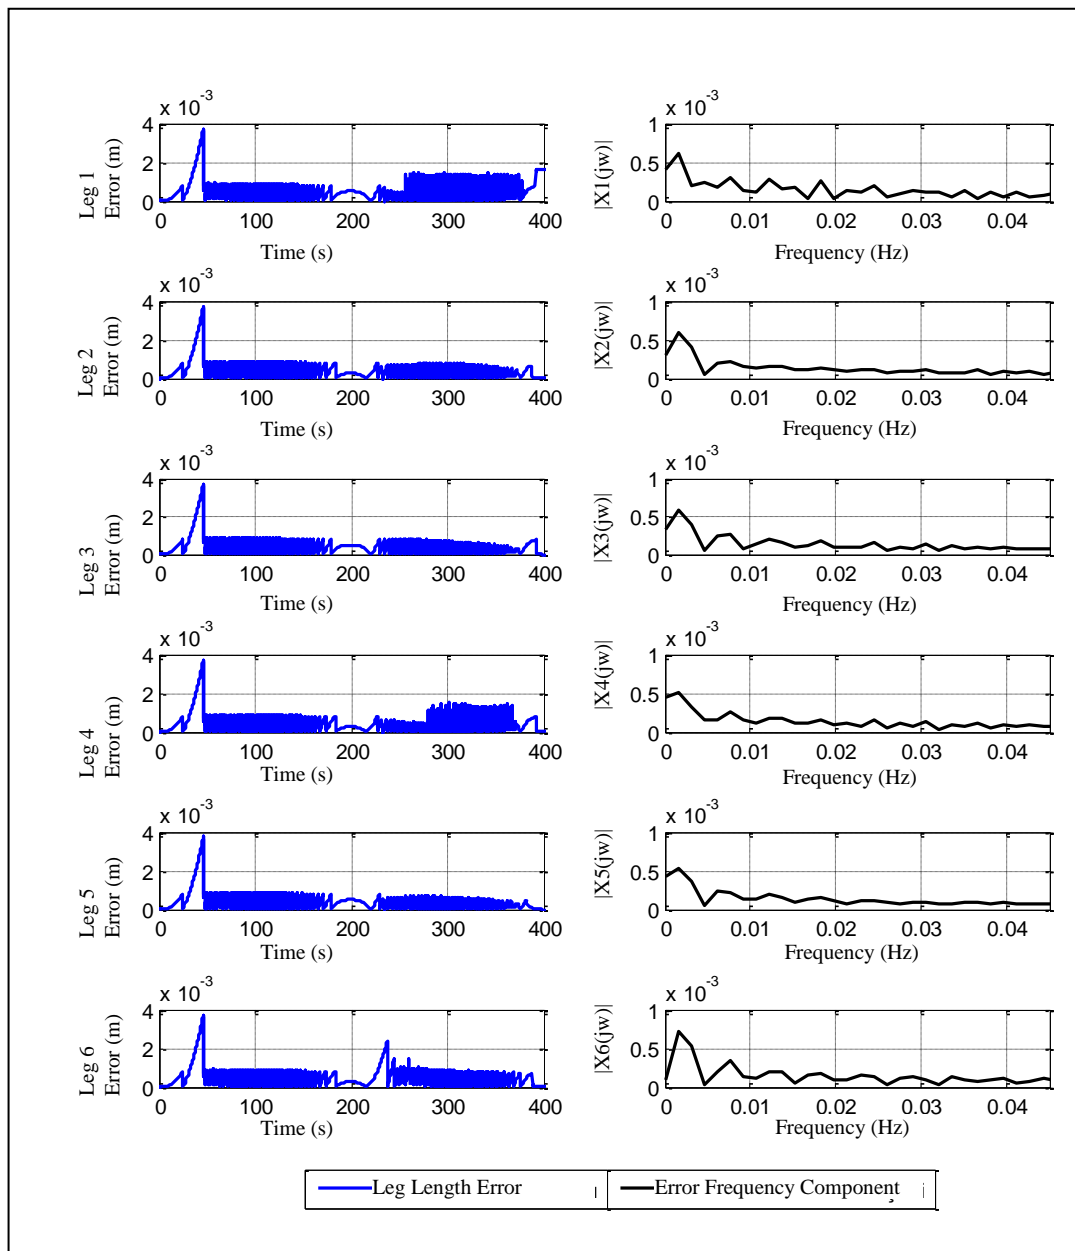 x 10-3
4
2
0
Leg 1
Error (m)
0
100
200
300
400
Time (s)
x 10-3
1
0.5
0
|X1(jw)|
0
0.01
0.02
0.03
0.04
Frequency (Hz)
x 10-3
4
2
0
Leg 2
Error (m)
0
100
200
300
400
Time (s)
x 10-3
1
0.5
0
|X2(jw)|
0
0.01
0.02
0.03
0.04
Frequency (Hz)
x 10-3
4
2
0
Leg 3
Error (m)
0
100
200
300
400
Time (s)
x 10-3
1
0.5
0
|X3(jw)|
0
0.01
0.02
0.03
0.04
Frequency (Hz)
x 10-3
4
2
0
Leg 4
Error (m)
0
100
200
300
400
Time (s)
x 10-3
1
0.5
0
|X4(jw)|
0
0.01
0.02
0.03
0.04
Frequency (Hz)
x 10-3
4
2
0
Leg 5
Error (m)
0
100
200
300
400
Time (s)
x 10-3
1
0.5
0
|X5(jw)|
0
0.01
0.02
0.03
0.04
Frequency (Hz)
x 10-3
4
2
0
Leg 6
Error (m)
0
100
200
300
400
Time (s)
x 10-3
1
0.5
0
|X6(jw)|
0
0.01
0.02
0.03
0.04
Frequency (Hz)
Leg Length Error
Error Frequency Component